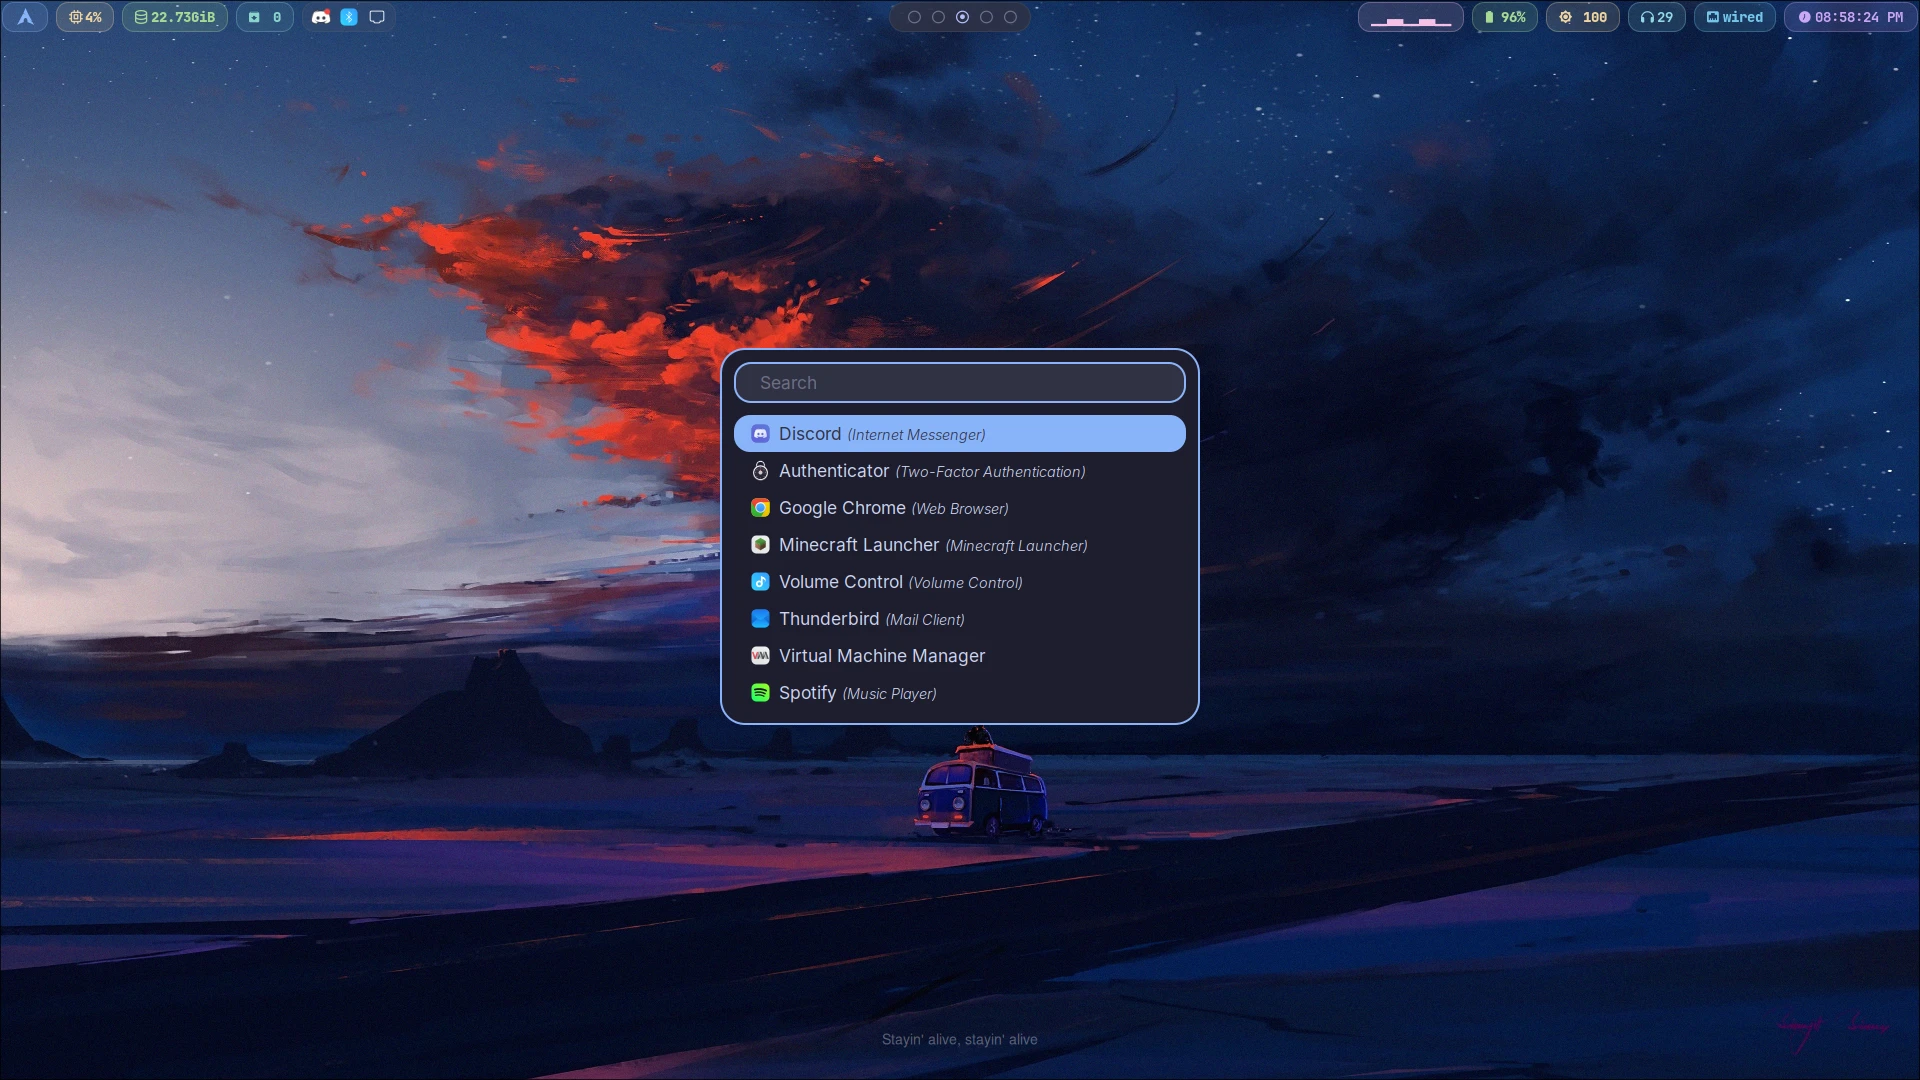 4% 22.73GiB 0 96% 100 29 wired 08:58:24 PM
Search
Discord (Internet Messenger)
Authenticator (Two-Factor Authentication)
Google Chrome (Web Browser)
Minecraft Launcher (Minecraft Launcher)
Volume Control (Volume Control)
Thunderbird (Mail Client)
Virtual Machine Manager
Spotify (Music Player)
Stayin' alive, stayin' alive